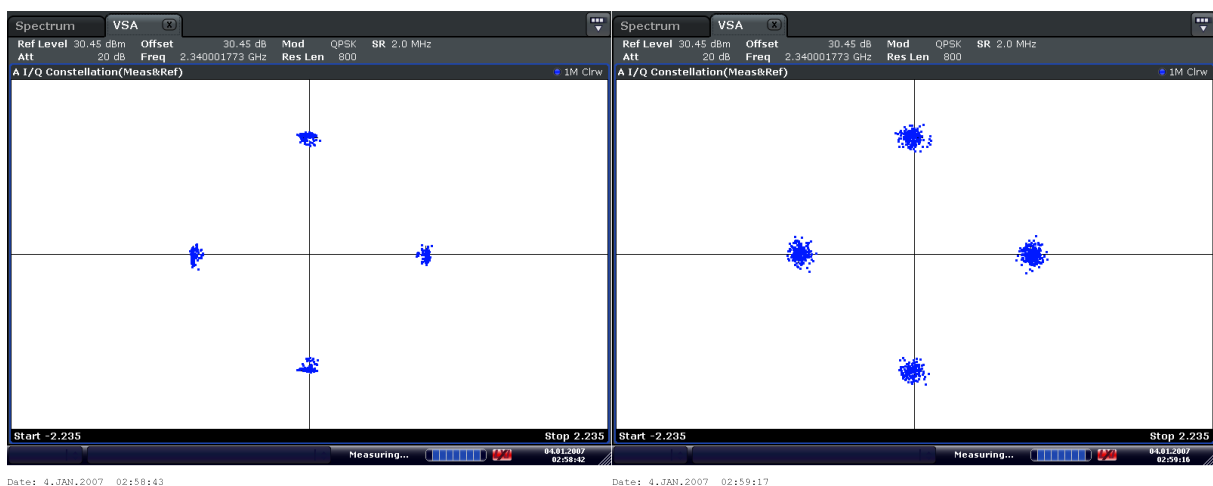 Spectrum VSA X
Ref Level 30.45 dBm Offset 30.45 dB Mod QPSK SR 2.0 MHz
Att 20 dB Freq 2.340001773 GHz Res Len 800
A I/Q Constellation(Meas&Ref) 1M Clrw
Start -2.235 Stop 2.235
Measuring... 04.01.2007
02:58:42
Date: 4.JAN.2007 02:58:43
Spectrum VSA X
Ref Level 30.45 dBm Offset 30.45 dB Mod QPSK SR 2.0 MHz
Att 20 dB Freq 2.340001773 GHz Res Len 800
A I/Q Constellation(Meas&Ref) 1M Clrw
Start -2.235 Stop 2.235
Measuring... 04.01.2007
02:59:16
Date: 4.JAN.2007 02:59:17